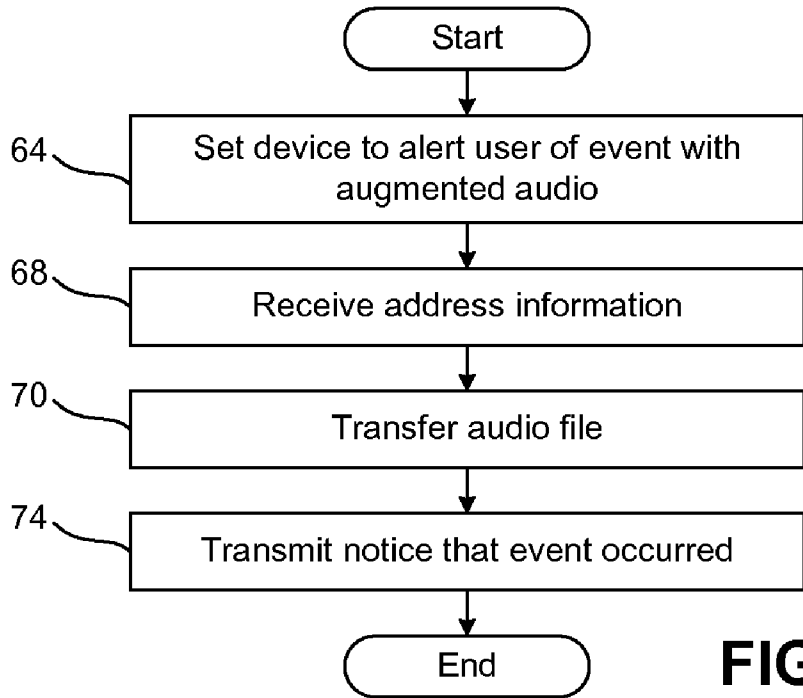 Start
64
Set device to alert user of event with
augmented audio
68
Receive address information
70
Transfer audio file
74
Transmit notice that event occurred
End
FIG